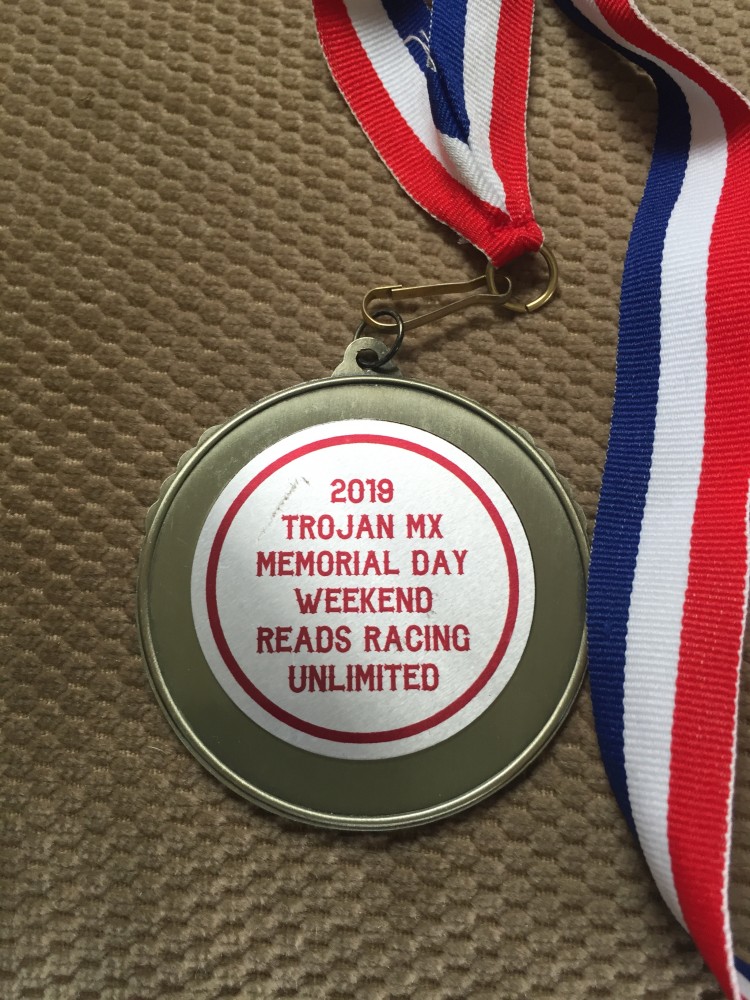 2019
TROJAN MX
MEMORIAL DAY
WEEKEND
READS RACING
UNLIMITED